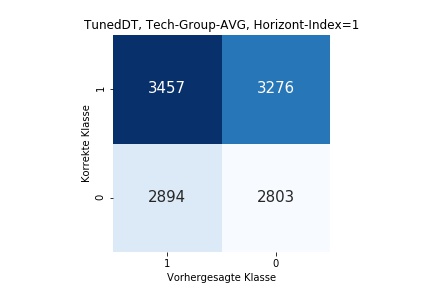 TunedDT, Tech-Group-AVG, Horizont-Index=1
Korrekte Klasse
1
3457 3276
0
2894 2803
1 0
Vorhergesagte Klasse